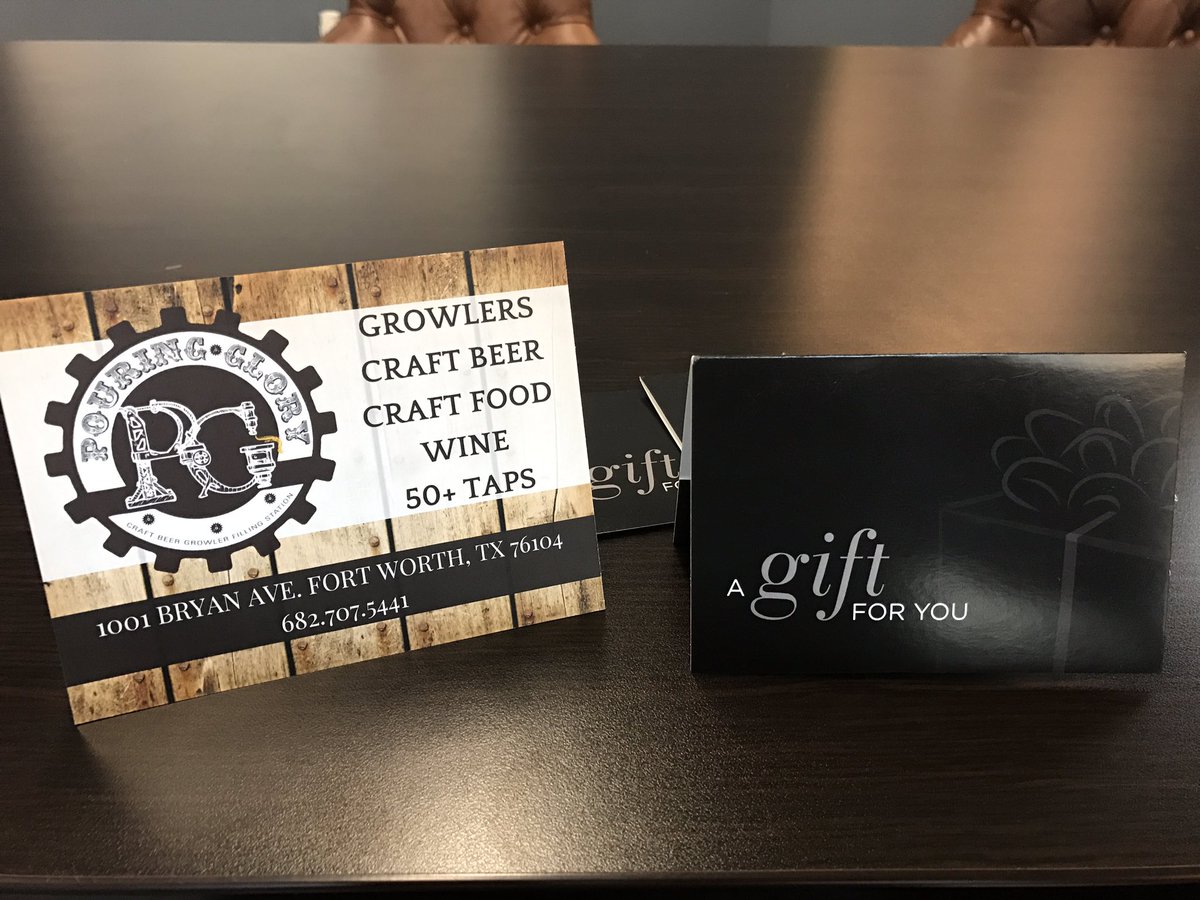 POURING • GLORY
CRAFT BEER GROWLER FILLING STATION
GROWLERS
CRAFT BEER
CRAFT FOOD
WINE
50+ TAPS
1001 BRYAN AVE. FORT WORTH, TX 76104
682.707.5441
gift
FO
A gift
FOR YOU